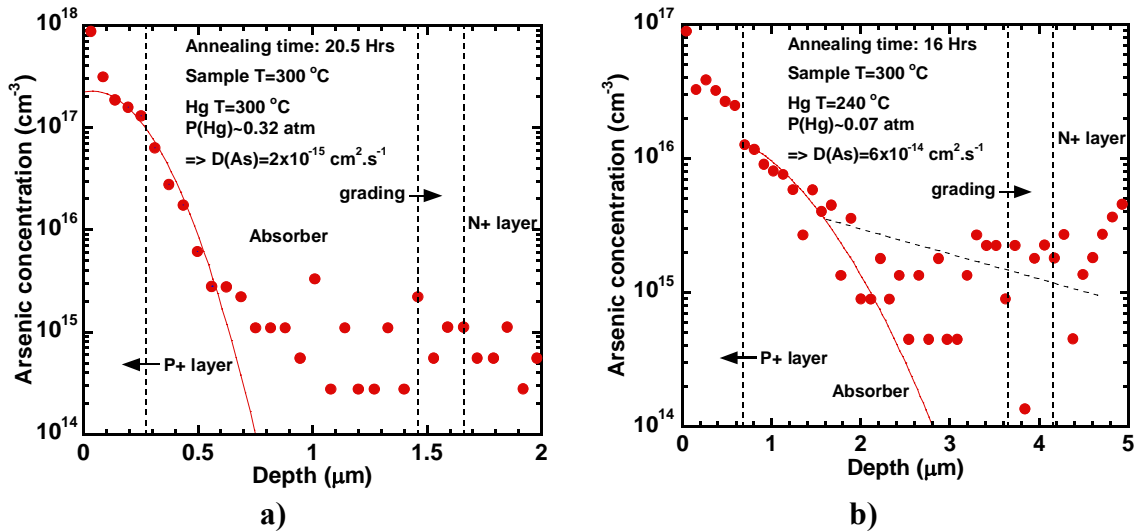 Arsenic concentration (cm-3)
10^18
10^17
10^16
10^15
10^14
Annealing time: 20.5 Hrs
Sample T=300 °C
Hg T=300 °C
P(Hg)~0.32 atm
=> D(As)=2x10^-15 cm^2.s^-1
grading
N+ layer
Absorber
P+ layer
0 0.5 1 1.5 2
Depth (μm)
a)
Arsenic concentration (cm-3)
10^17
10^16
10^15
10^14
Annealing time: 16 Hrs
Sample T=300 °C
Hg T=240 °C
P(Hg)~0.07 atm
=> D(As)=6x10^-14 cm^2.s^-1
N+ layer
grading
P+ layer
Absorber
0 1 2 3 4 5
Depth (μm)
b)